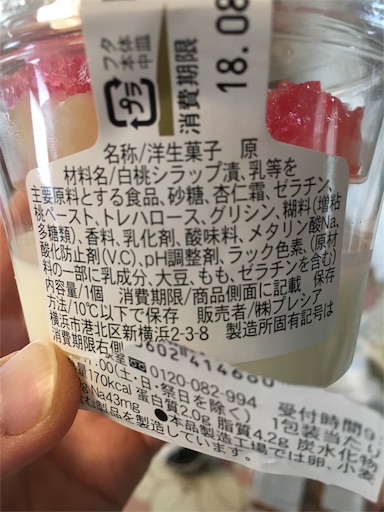 フタ
本体
中皿
プラ
消費期限
18.08
名称/洋生菓子 原
材料名/白桃シラップ漬、乳等を
主要原料とする食品、砂糖、杏仁霜、ゼラチン、
桃ペースト、トレハロース、グリシン、糊料(増粘
多糖類)、香料、乳化剤、酸味料、メタリン酸Na、
酸化防止剤(V.C)、pH調整剤、ラック色素、(原材
料の一部に乳成分、大豆、もも、ゼラチンを含む)
内容量/1個 消費期限/商品側面に記載 保存
方法/10℃以下で保存 販売者/㈱プレシア
横浜市港北区新横浜2-3-8 製造所固有記号は
消費期限右側
:00(土・日・祭日を除く)
0120-082-994
受付時間9
1包装当たり
170kcal 蛋白質2.0g 脂質4.2g 炭水化物
Na43mg ●本品製造工場では卵、小麦
製品を製造しています。